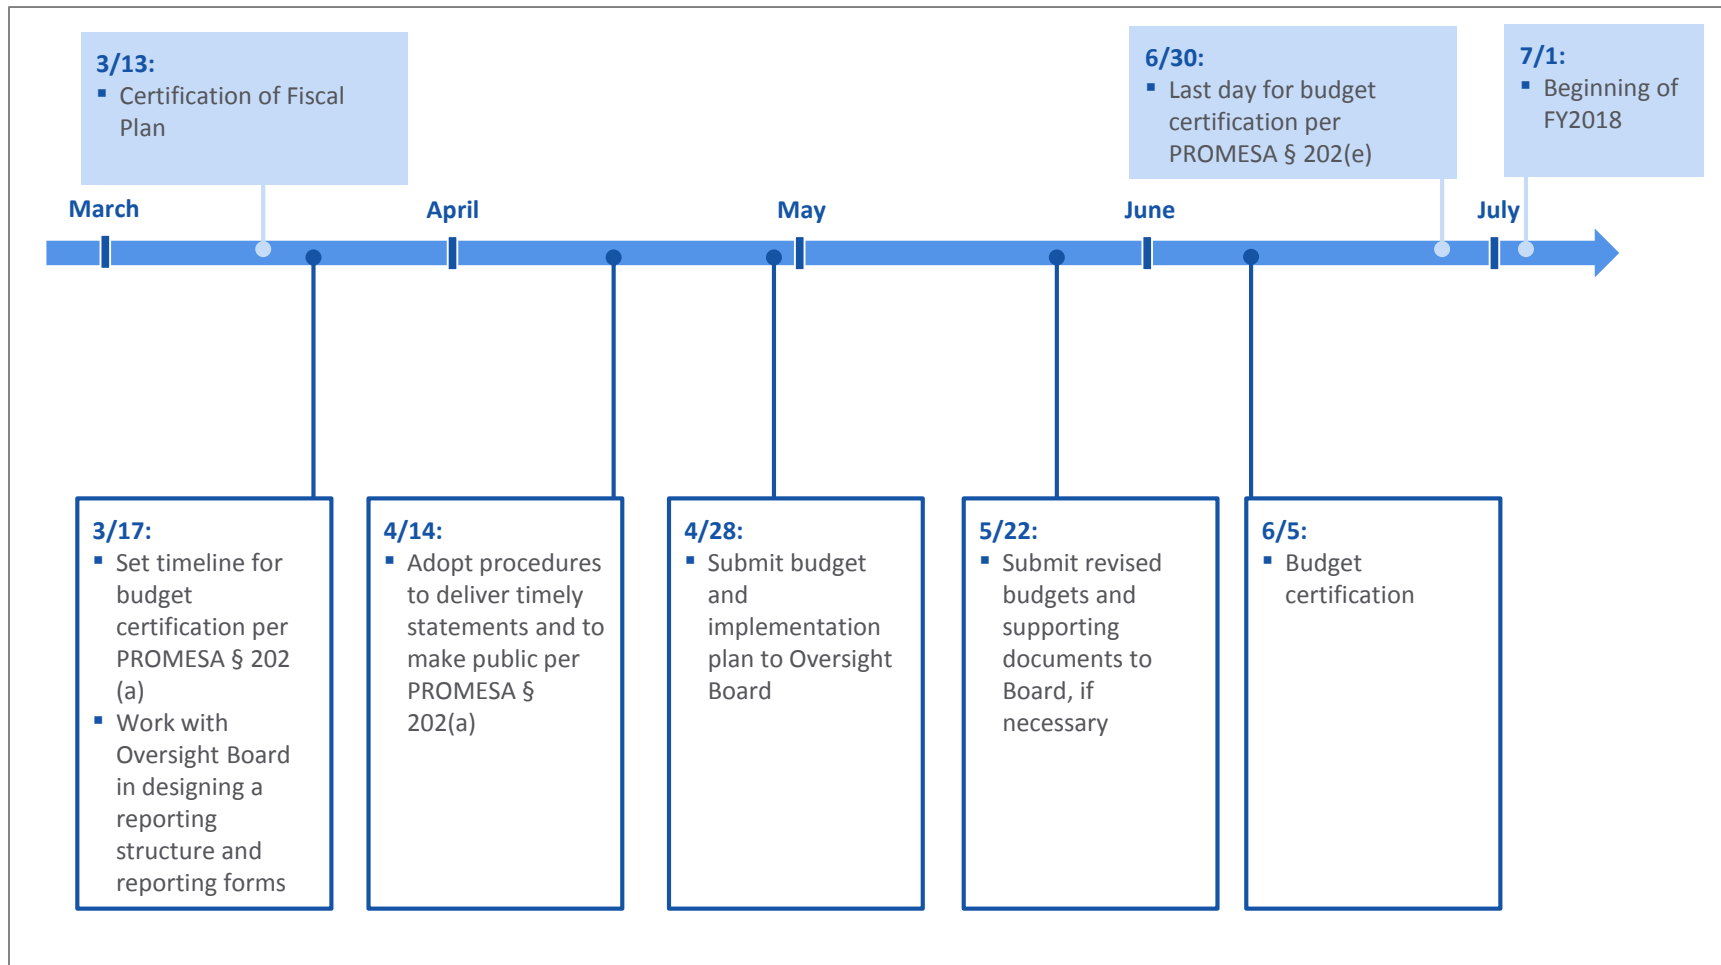 3/13:
▪ Certification of Fiscal
Plan
6/30:
▪ Last day for budget
certification per
PROMESA § 202(e)
7/1:
▪ Beginning of
FY2018
March
April
May
June
July
3/17:
▪ Set timeline for
budget
certification per
PROMESA § 202
(a)
▪ Work with
Oversight Board
in designing a
reporting
structure and
reporting forms
4/14:
▪ Adopt procedures
to deliver timely
statements and to
make public per
PROMESA §
202(a)
4/28:
▪ Submit budget
and
implementation
plan to Oversight
Board
5/22:
▪ Submit revised
budgets and
supporting
documents to
Board, if
necessary
6/5:
▪ Budget
certification